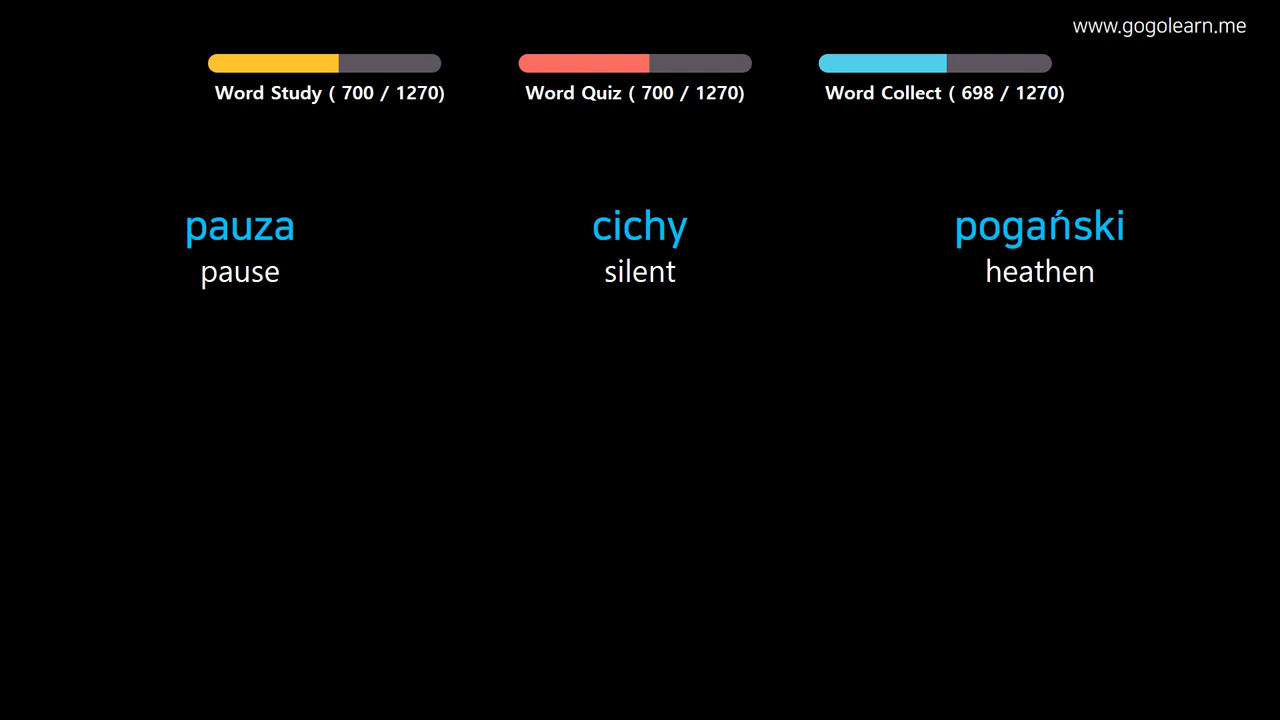 www.gogolearn.me
Word Study ( 700 / 1270)
Word Quiz ( 700 / 1270)
Word Collect ( 698 / 1270)
pauza
pause
cichy
silent
pogański
heathen